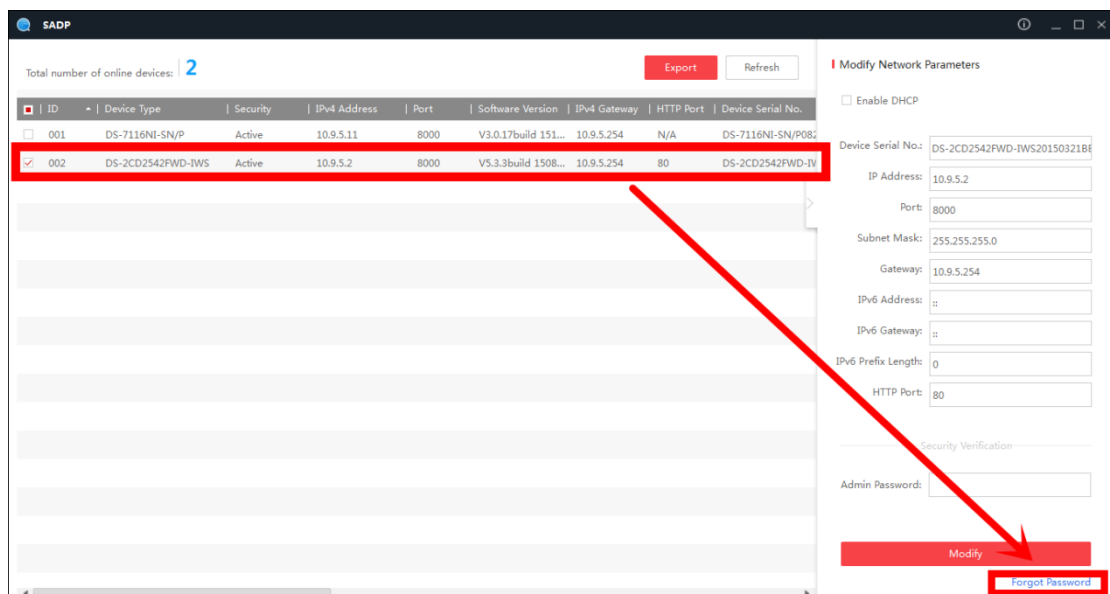 SADP
Total number of online devices: 2
Export
Refresh
ID Device Type Security IPv4 Address Port Software Version IPv4 Gateway HTTP Port Device Serial No.
001 DS-7116NI-SN/P Active 10.9.5.11 8000 V3.0.17build 151... 10.9.5.254 N/A DS-7116NI-SN/P082
002 DS-2CD2542FWD-IWS Active 10.9.5.2 8000 V5.3.3build 1508... 10.9.5.254 80 DS-2CD2542FWD-IV
Modify Network Parameters
Enable DHCP
Device Serial No.: DS-2CD2542FWD-IWS20150321BE
IP Address: 10.9.5.2
Port: 8000
Subnet Mask: 255.255.255.0
Gateway: 10.9.5.254
IPv6 Address: ::
IPv6 Gateway: ::
IPv6 Prefix Length: 0
HTTP Port: 80
Security Verification
Admin Password:
Modify
Forgot Password